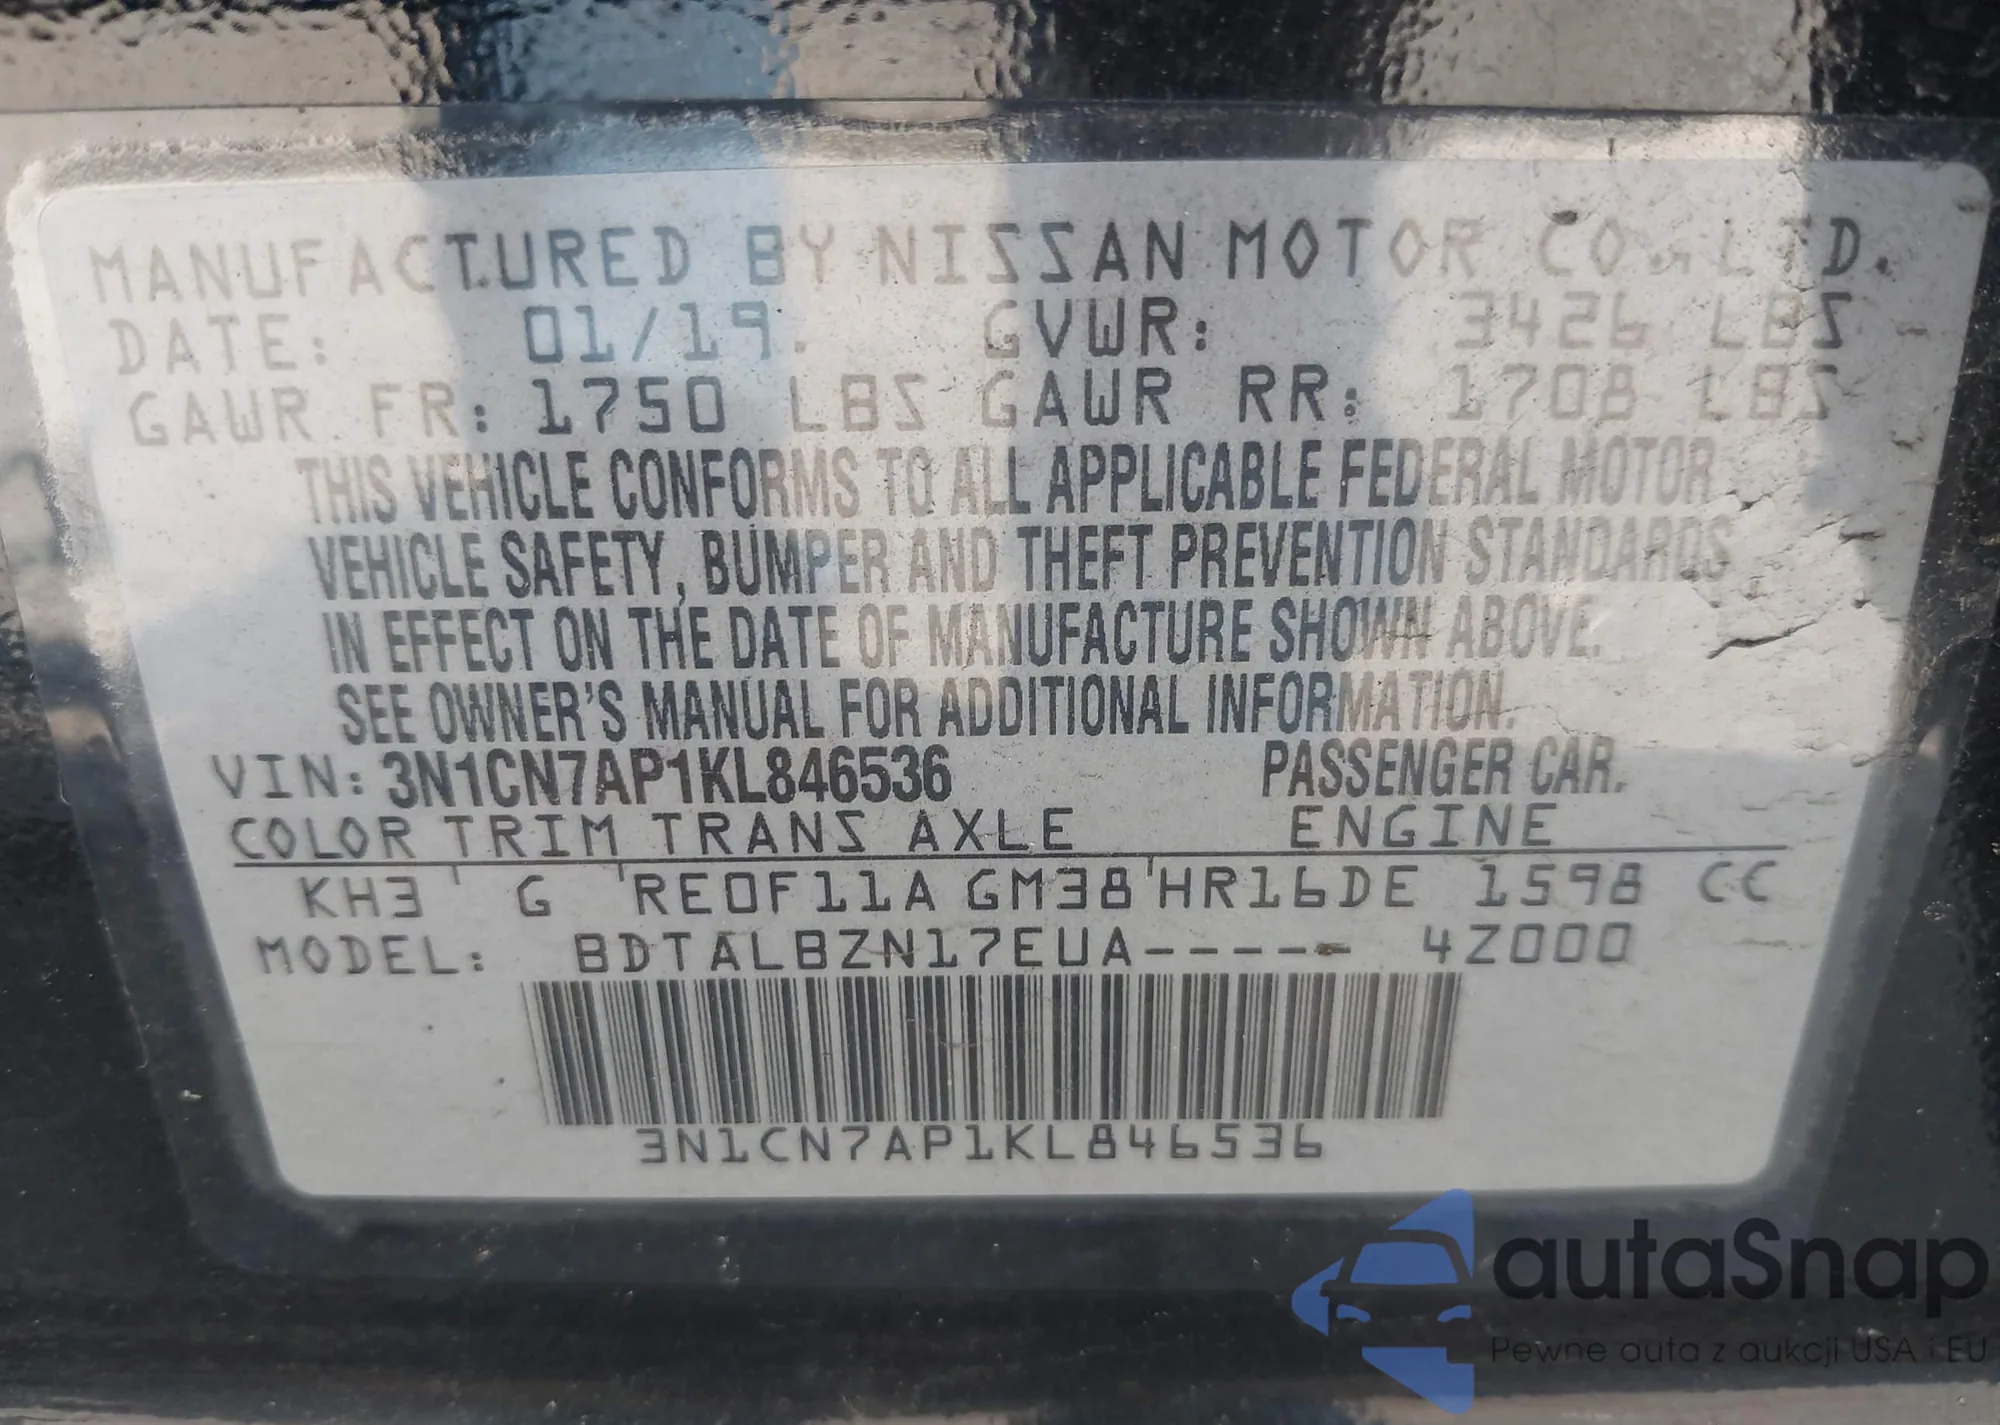 MANUFACTURED BY NISSAN MOTOR CO., LTD.
DATE: 01/19 GVWR: 3426 LBS
GAWR FR: 1750 LBS GAWR RR: 1708 LBS
THIS VEHICLE CONFORMS TO ALL APPLICABLE FEDERAL MOTOR
VEHICLE SAFETY, BUMPER AND THEFT PREVENTION STANDARDS
IN EFFECT ON THE DATE OF MANUFACTURE SHOWN ABOVE.
SEE OWNER'S MANUAL FOR ADDITIONAL INFORMATION.
VIN: 3N1CN7AP1KL846536 PASSENGER CAR.
COLOR TRIM TRANS AXLE ENGINE
KH3 G RE0F11A GM38 HR16DE 1598 CC
MODEL: BDTALBZN17EUA----- 4Z000
3N1CN7AP1KL846536
autaSnap
Pewne auta z aukcji USA i EU